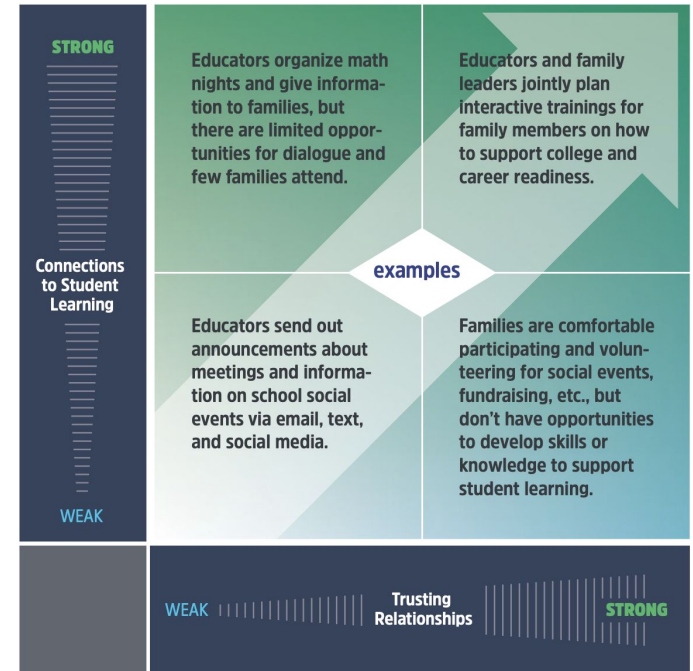 STRONG
Connections
to Student
Learning
WEAK
Educators organize math
nights and give informa-
tion to families, but
there are limited oppor-
tunities for dialogue and
few families attend.
Educators and family
leaders jointly plan
interactive trainings for
family members on how
to support college and
career readiness.
examples
Educators send out
announcements about
meetings and informa-
tion on school social
events via email, text,
and social media.
Families are comfortable
participating and volun-
teering for social events,
fundraising, etc., but
don't have opportunities
to develop skills or
knowledge to support
student learning.
WEAK
Trusting
Relationships
STRONG